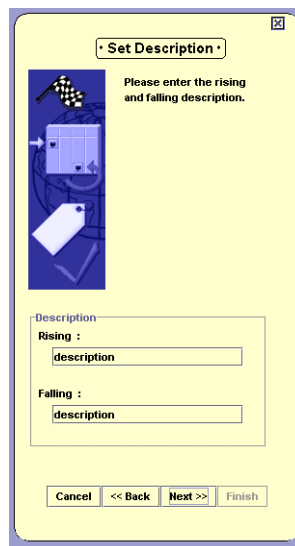 • Set Description •
Please enter the rising
and falling description.
Description
Rising :
description
Falling :
description
Cancel << Back Next >> Finish